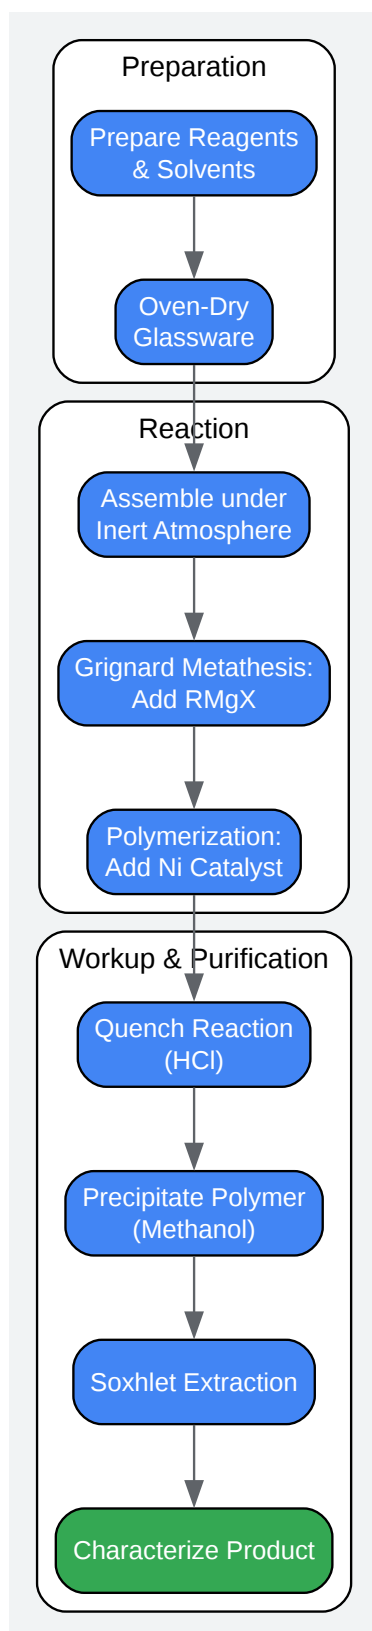 Preparation
Prepare Reagents
& Solvents
Oven-Dry
Glassware
Reaction
Assemble under
Inert Atmosphere
Grignard Metathesis:
Add RMgX
Polymerization:
Add Ni Catalyst
Workup & Purification
Quench Reaction
(HCl)
Precipitate Polymer
(Methanol)
Soxhlet Extraction
Characterize Product